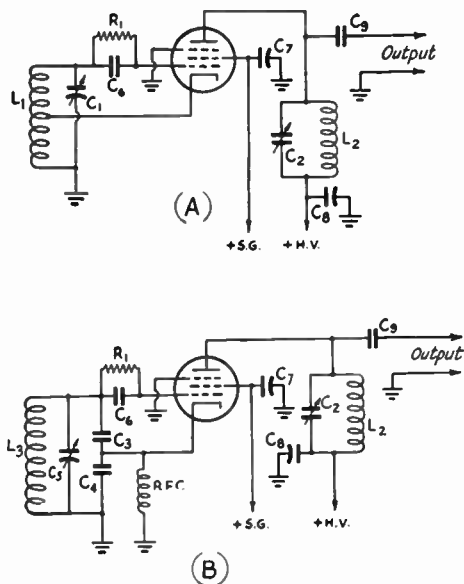 R1
C9
Output
C7
L1
C1
C6
C2
L2
C8
(A)
+S.G.
+H.V.
C9
Output
R1
C7
C6
L3
C5
C3
C4
R.F.C.
C2
L2
C8
+S.G.
+H.V.
(B)